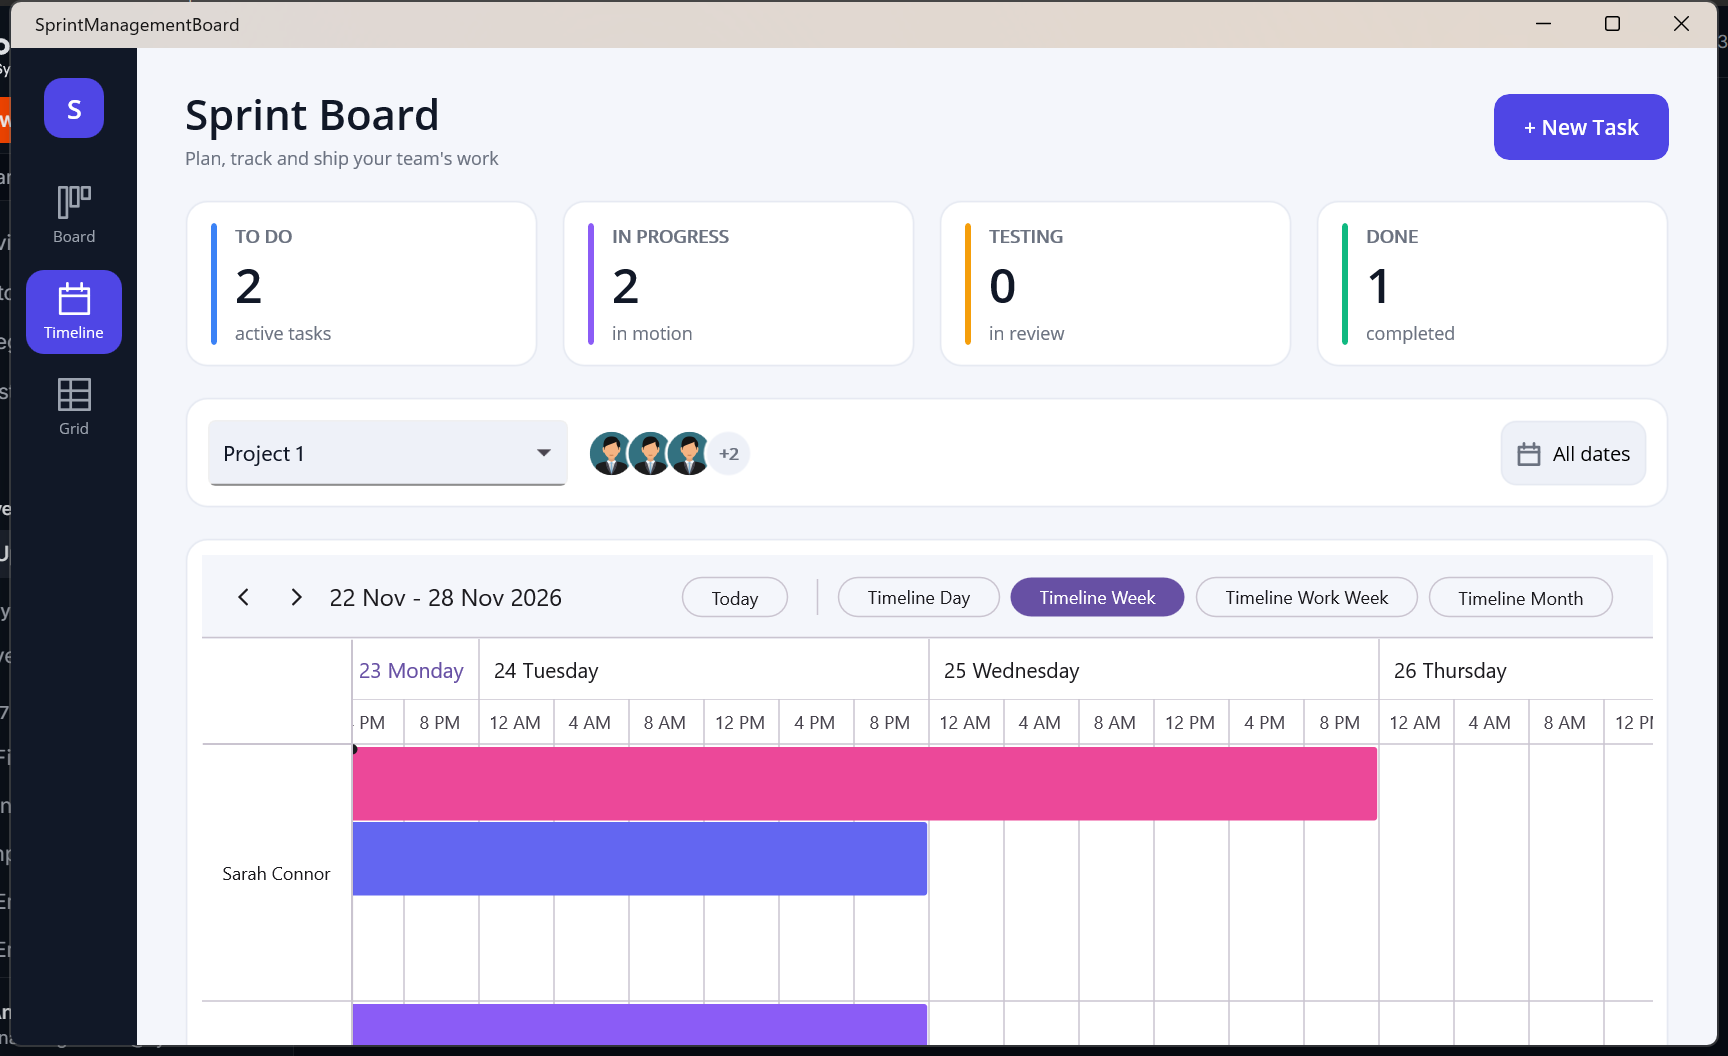 SprintManagementBoard
S
Board
Timeline
Grid
Sprint Board
Plan, track and ship your team's work
+ New Task
TO DO
2
active tasks
IN PROGRESS
2
in motion
TESTING
0
in review
DONE
1
completed
Project 1
+2
All dates
22 Nov - 28 Nov 2026
Today
Timeline Day
Timeline Week
Timeline Work Week
Timeline Month
23 Monday
24 Tuesday
25 Wednesday
26 Thursday
PM 8 PM 12 AM 4 AM 8 AM 12 PM 4 PM 8 PM 12 AM 4 AM 8 AM 12 PM 4 PM 8 PM 12 AM 4 AM 8 AM 12
Sarah Connor